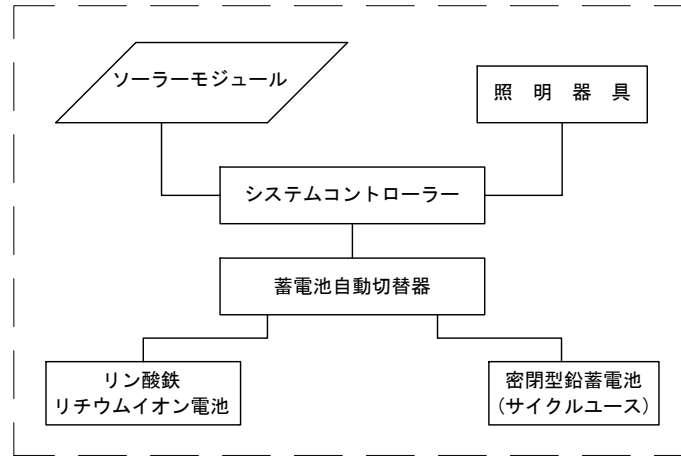 ソーラーモジュール
照　明　器　具
システムコントローラー
蓄電池自動切替器
リン酸鉄
リチウムイオン電池
密閉型鉛蓄電池
(サイクルユース)